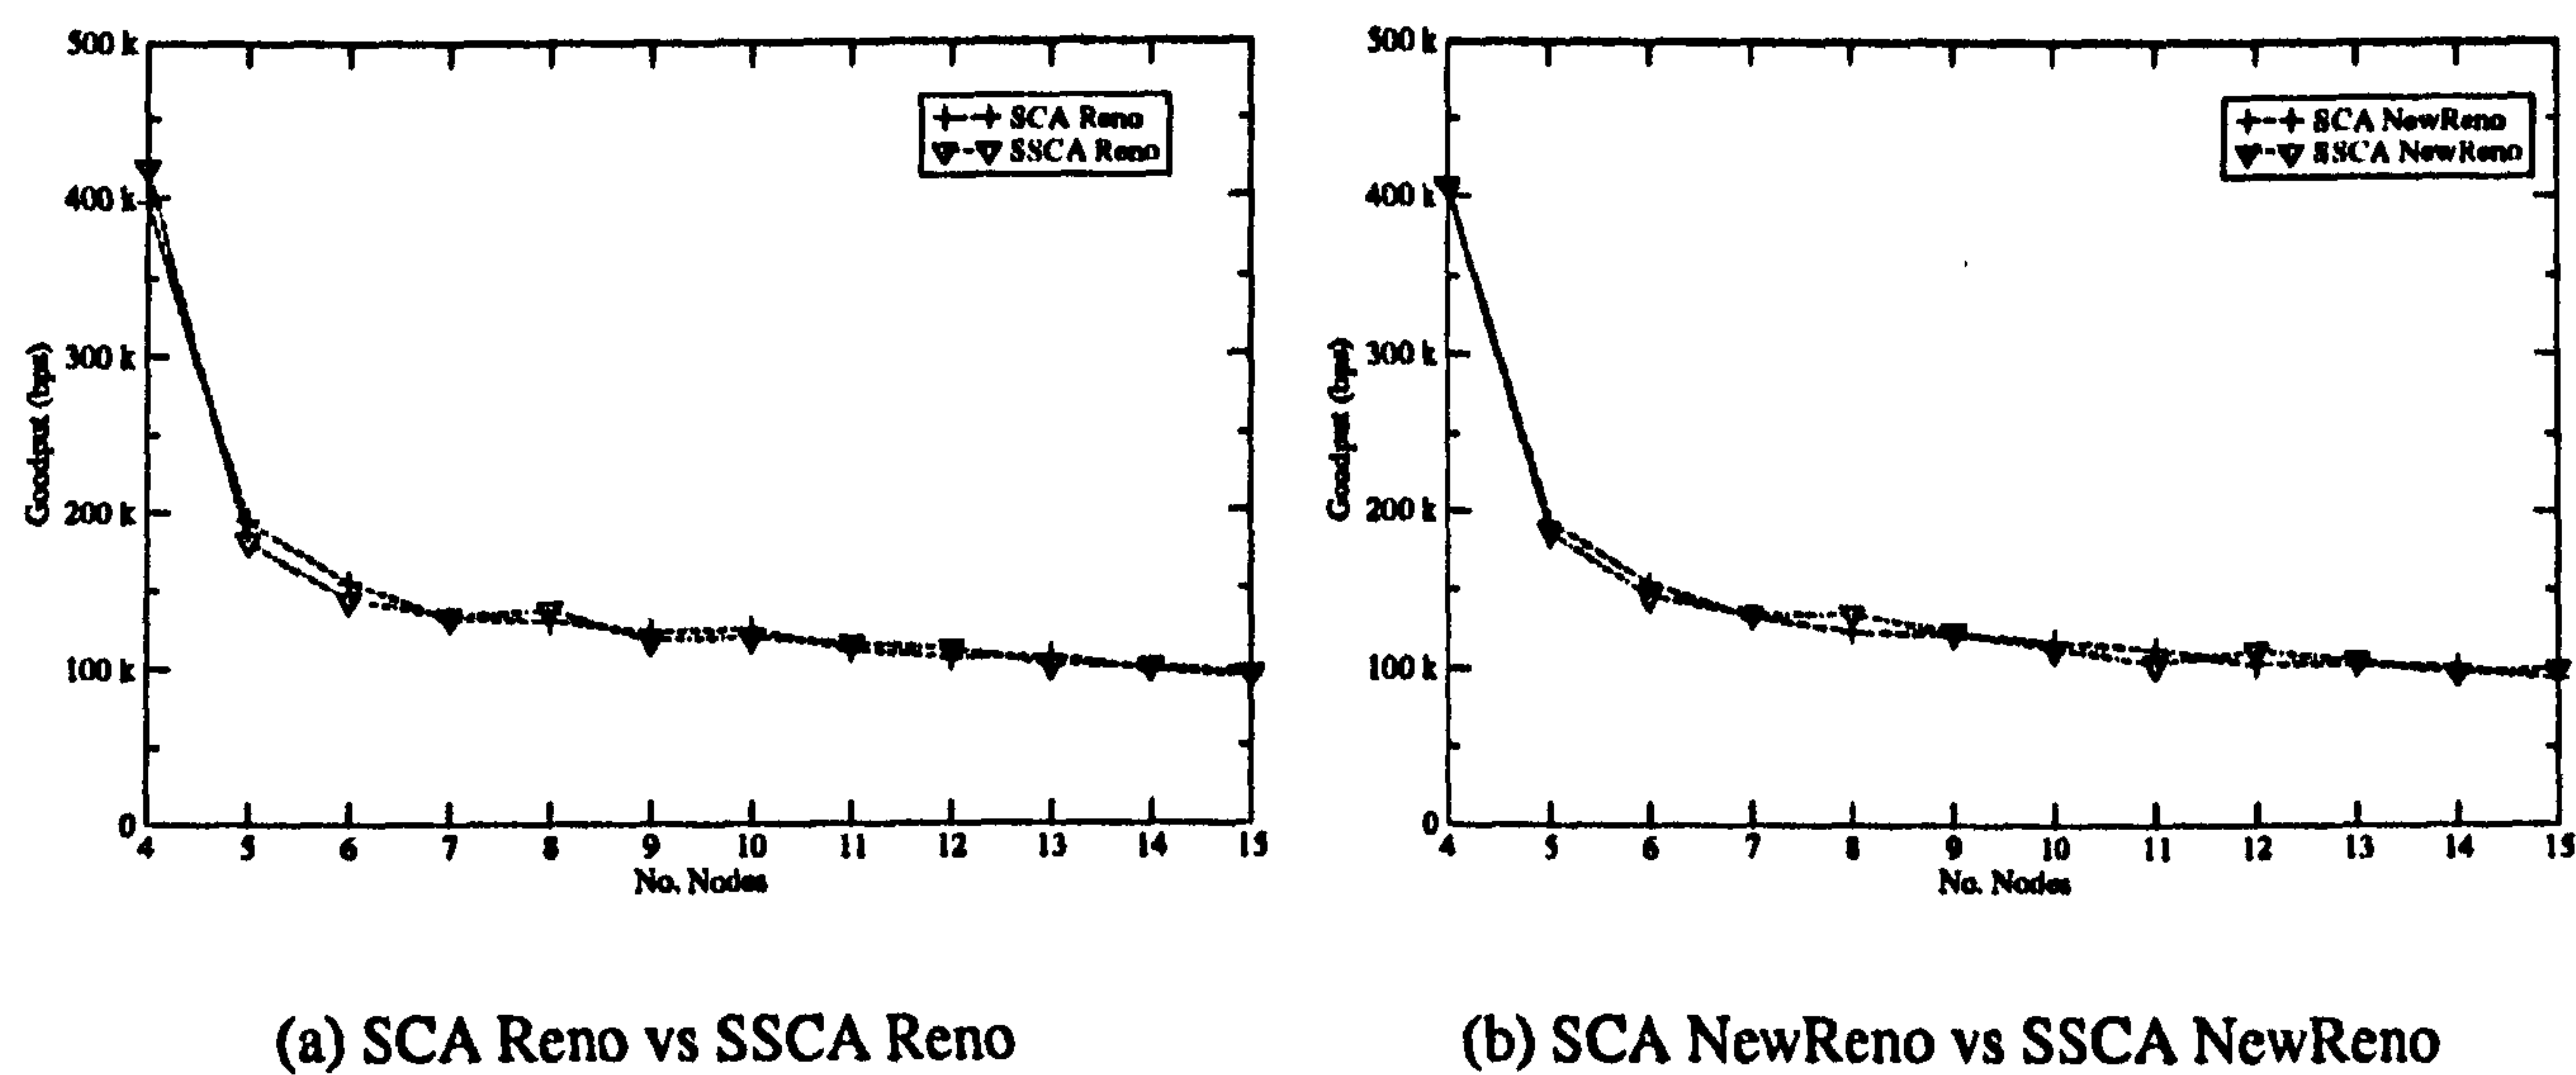 500 k
400 k
300 k
200 k
100 k
0
Goodput (bps)
SCA Reno
SSCA Reno
4 5 6 7 8 9 10 11 12 13 14 15
No. Nodes
(a) SCA Reno vs SSCA Reno
500 k
400 k
300 k
200 k
100 k
0
Goodput (bps)
SCA NewReno
SSCA NewReno
4 5 6 7 8 9 10 11 12 13 14 15
No. Nodes
(b) SCA NewReno vs SSCA NewReno